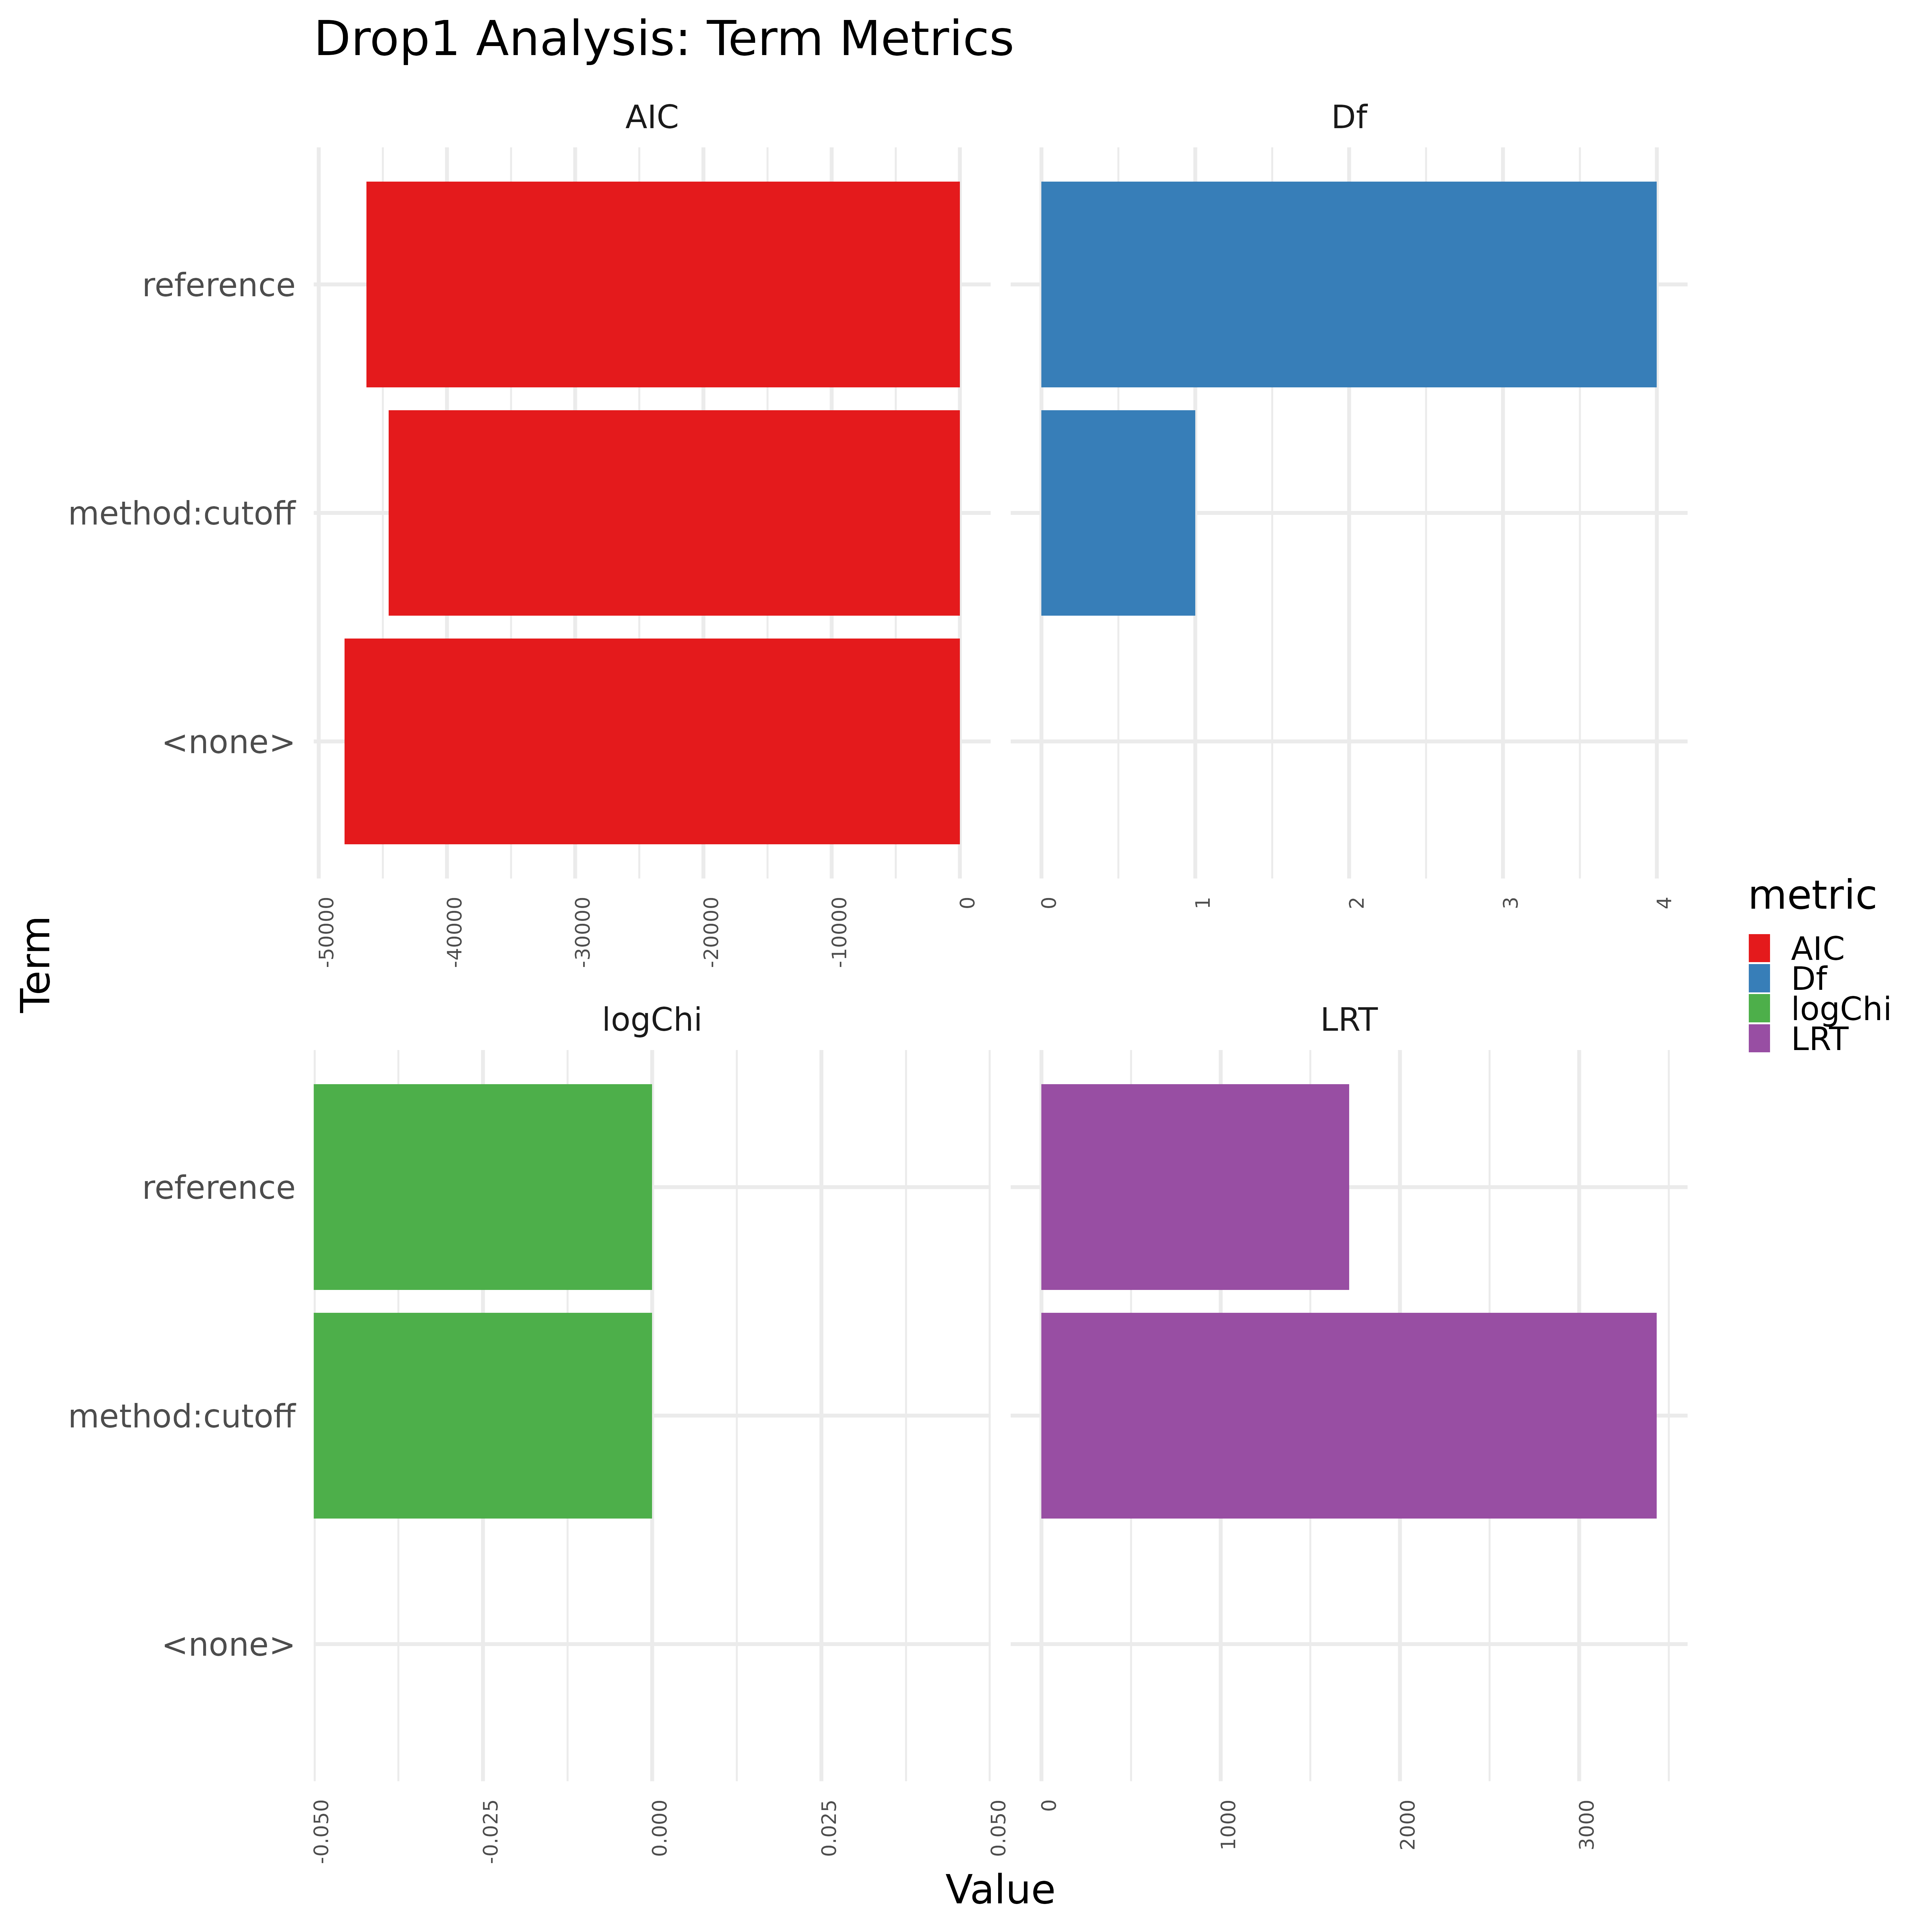 Drop1 Analysis: Term Metrics
AIC
Df
reference
method:cutoff
<none>
-50000
-40000
-30000
-20000
-10000
0
0
1
2
3
4
Term
logChi
LRT
reference
method:cutoff
<none>
-0.050
-0.025
0.000
0.025
0.050
0
1000
2000
3000
Value
metric
AIC
Df
logChi
LRT